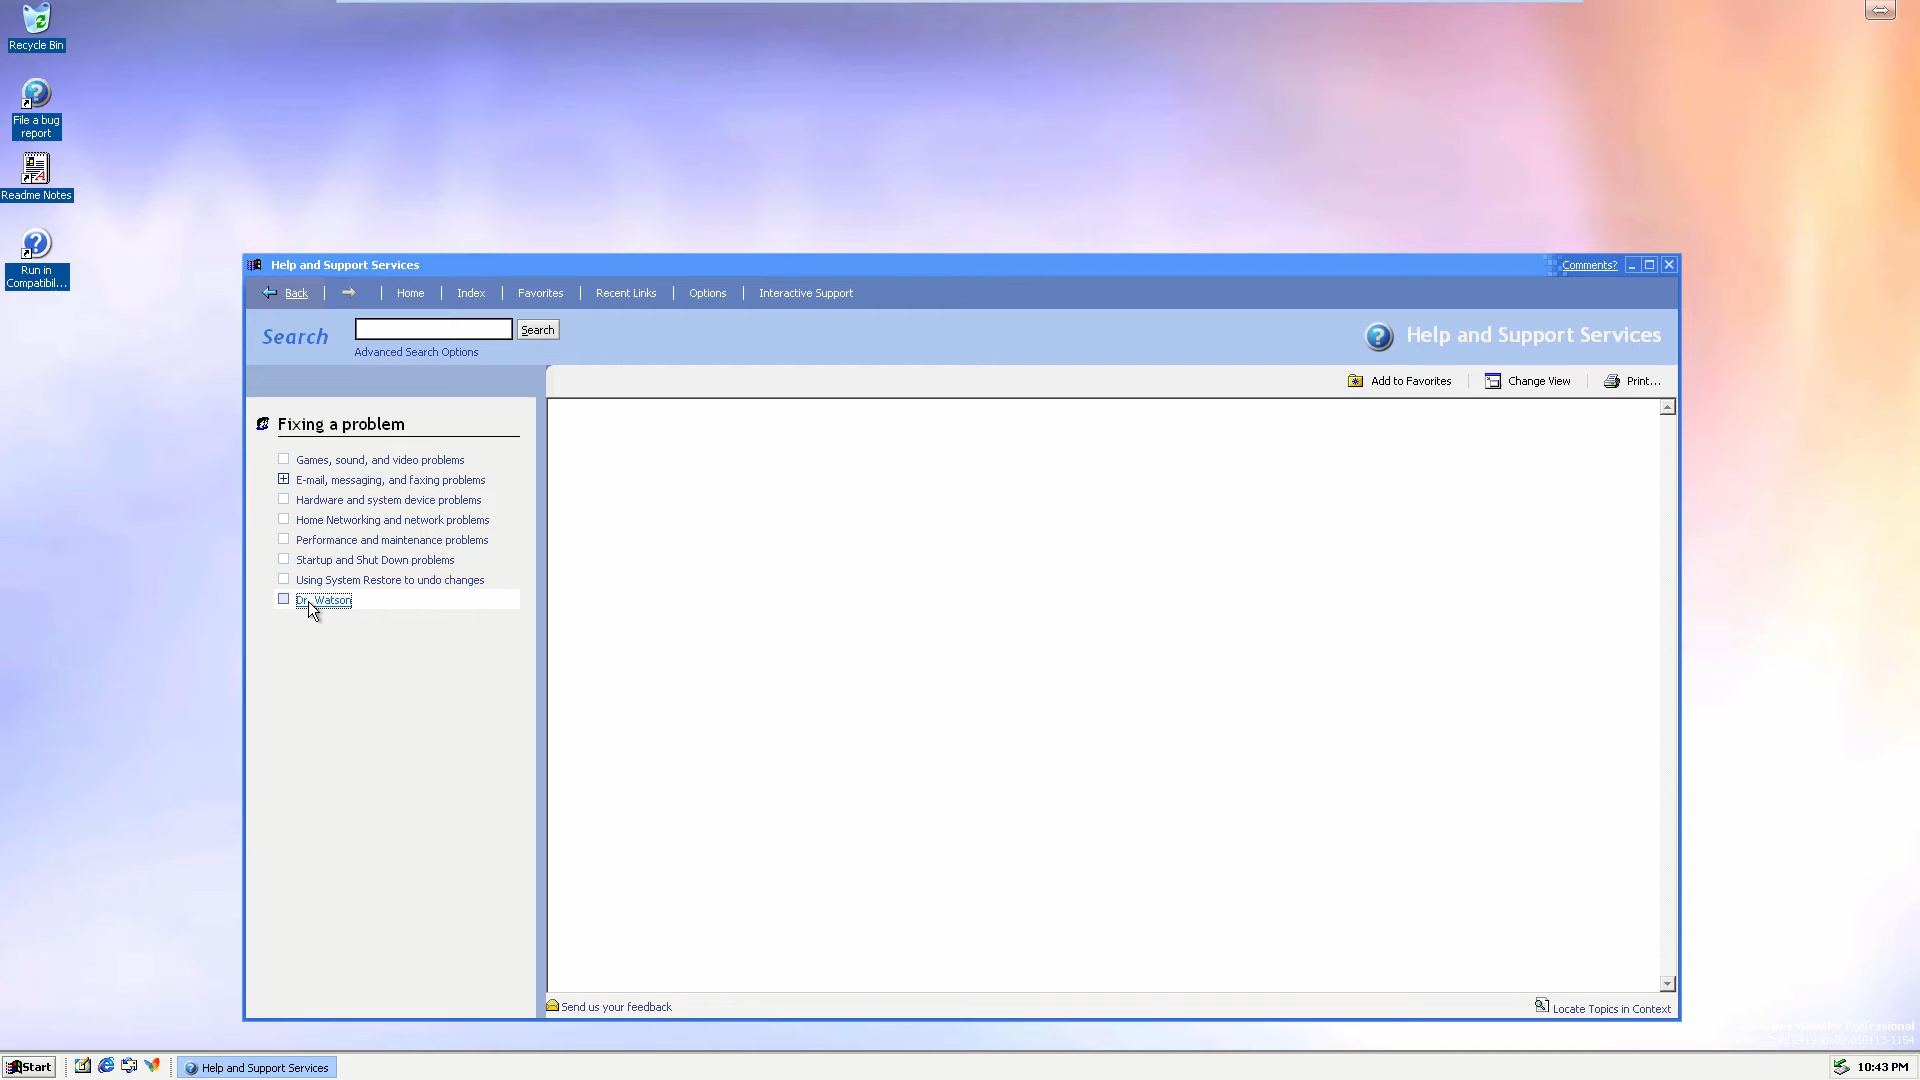 Recycle Bin
File a bug
report
Readme Notes
Run in
Compatibil...
Help and Support Services
Comments?
Back
Home
Index
Favorites
Recent Links
Options
Interactive Support
Search
Search
Advanced Search Options
Help and Support Services
Add to Favorites
Change View
Print...
Fixing a problem
Games, sound, and video problems
E-mail, messaging, and faxing problems
Hardware and system device problems
Home Networking and network problems
Performance and maintenance problems
Startup and Shut Down problems
Using System Restore to undo changes
Dr. Watson
Send us your feedback
Locate Topics in Context
Professional
Start
Help and Support Services
10:43 PM